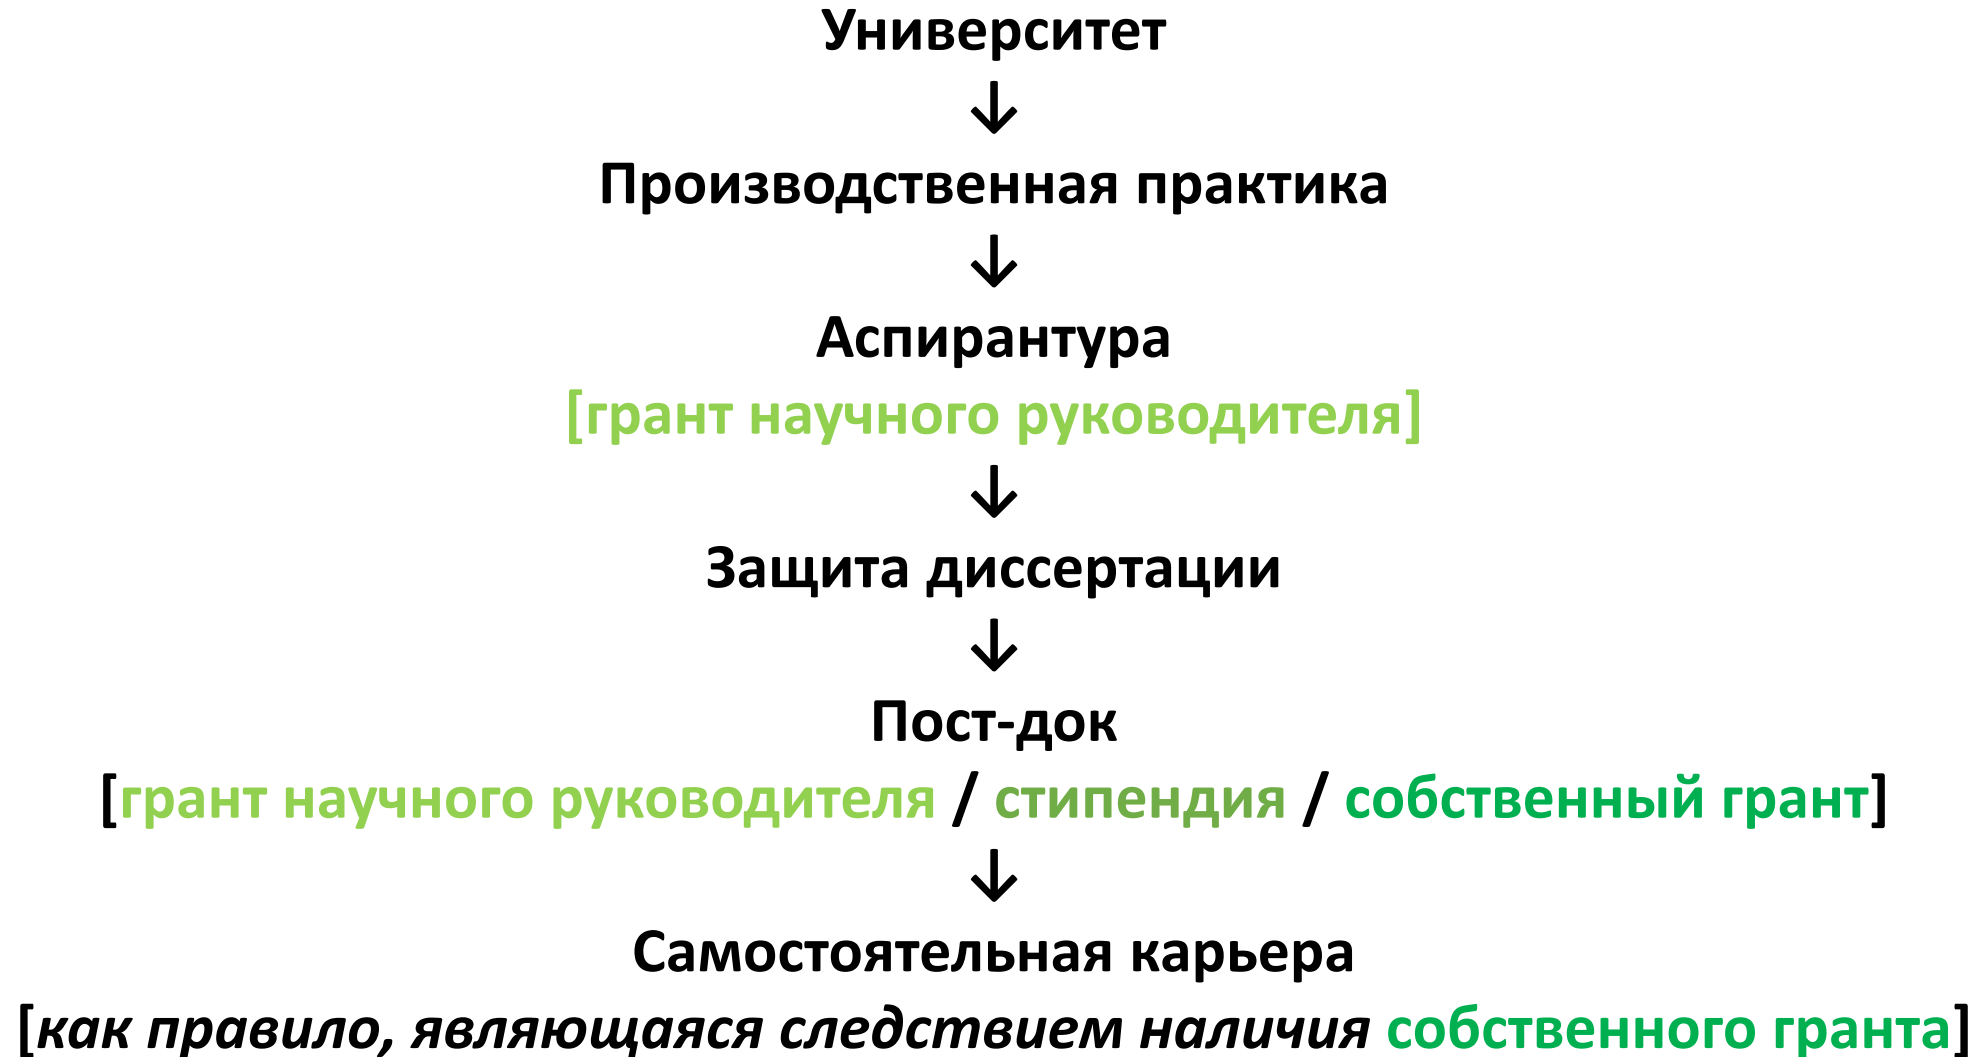 Университет
↓
Производственная практика
↓
Аспирантура
[грант научного руководителя]
↓
Защита диссертации
↓
Пост-док
[грант научного руководителя / стипендия / собственный грант]
↓
Самостоятельная карьера
[как правило, являющаяся следствием наличия собственного гранта]